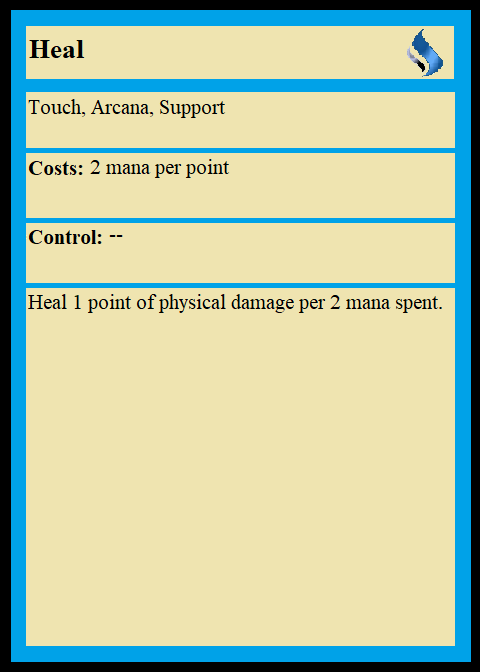 Heal
Touch, Arcana, Support
Costs: 2 mana per point
Control: --
Heal 1 point of physical damage per 2 mana spent.